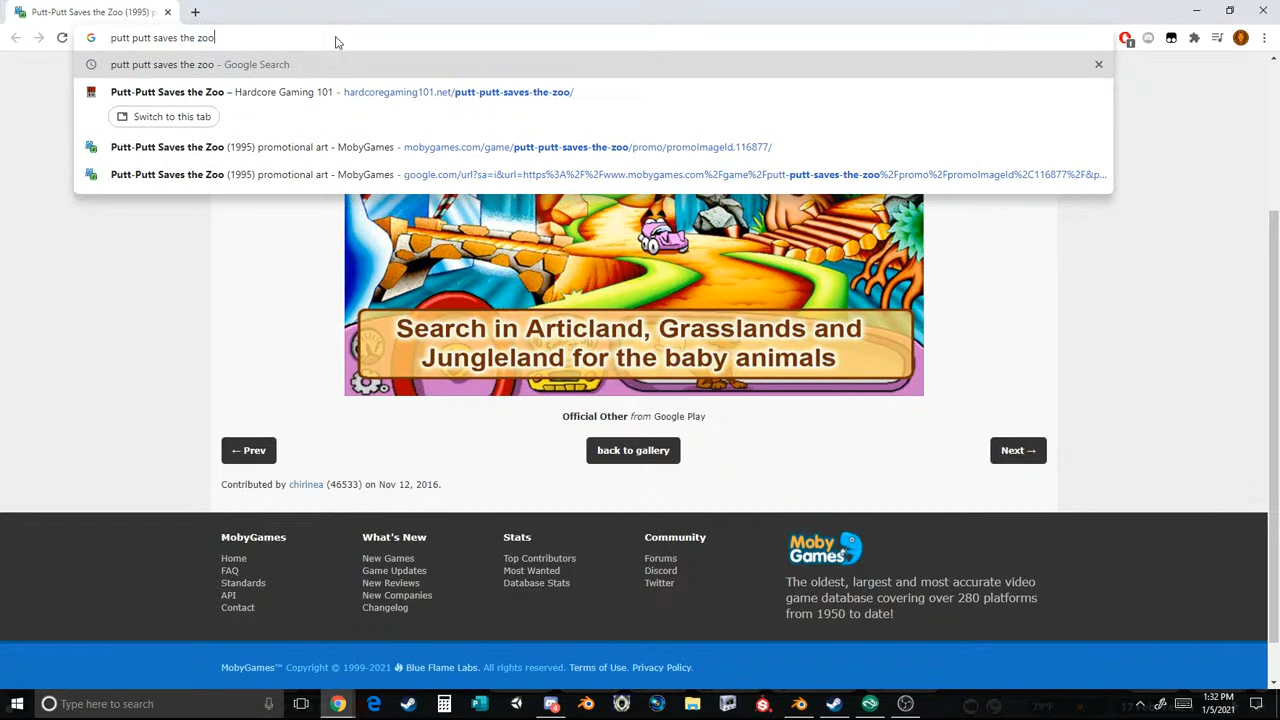 Putt-Putt Saves the Zoo (1995) p
putt putt saves the zoo
1
putt putt saves the zoo - Google Search
Putt-Putt Saves the Zoo – Hardcore Gaming 101 - hardcoregaming101.net/putt-putt-saves-the-zoo/
Switch to this tab
Putt-Putt Saves the Zoo (1995) promotional art - MobyGames - mobygames.com/game/putt-putt-saves-the-zoo/promo/promoImageId,116877/
Putt-Putt Saves the Zoo (1995) promotional art - MobyGames - google.com/url?sa=i&url=https%3A%2F%2Fwww.mobygames.com%2Fgame%2Fputt-putt-saves-the-zoo%2Fpromo%2FpromoImageId%2C116877%2F&p...
Search in Articland, Grasslands and
Jungleland for the baby animals
Official Other from Google Play
← Prev
back to gallery
Next →
Contributed by chirinea (46533) on Nov 12, 2016.
MobyGames
Home
FAQ
Standards
API
Contact
What's New
New Games
Game Updates
New Reviews
New Companies
Changelog
Stats
Top Contributors
Most Wanted
Database Stats
Community
Forums
Discord
Twitter
Moby Games
The oldest, largest and most accurate video
game database covering over 280 platforms
from 1950 to date!
MobyGames™ Copyright © 1999-2021 Blue Flame Labs. All rights reserved. Terms of Use. Privacy Policy.
Type here to search
1:32 PM
1/5/2021